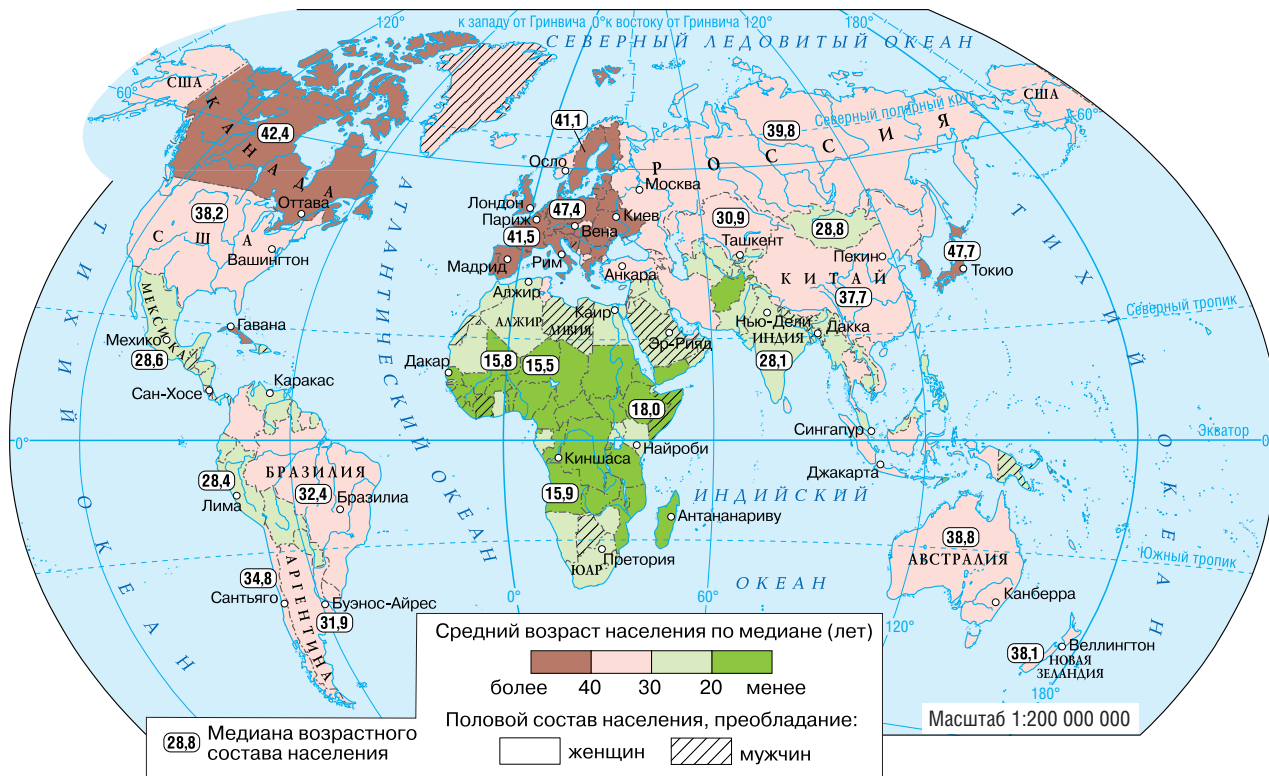 120°
к западу от Гринвича 0° к востоку от Гринвича
120°
180°
СЕВЕРНЫЙ ЛЕДОВИТЫЙ ОКЕАН
США
США
60°
60°
Северный полярный круг
КАНАДА
42,4
41,1
39,8
РОССИЯ
Осло
Москва
Оттава
Лондон
47,4
Киев
Париж
Вена
38,2
США
41,5
30,9
28,8
Вашингтон
Ташкент
47,7
Мадрид
Рим
Анкара
Пекин
Токио
КИТАЙ
Алжир
37,7
МЕКСИКА
Каир
Северный тропик
Гавана
АЛЖИР
ЛИВИЯ
Нью-Дели
Дакка
Мехико
Эр-Рияд
ИНДИЯ
28,6
Дакар
15,8
15,5
28,1
Сан-Хосе
Каракас
18,0
Сингапур
Экватор
0°
0°
Найроби
Киншаса
Джакарта
БРАЗИЛИЯ
28,4
32,4
Бразилиа
15,9
Лима
Антананариву
ТИХИЙ ОКЕАН
АТЛАНТИЧЕСКИЙ ОКЕАН
ИНДИЙСКИЙ
ОКЕАН
ТИХИЙ ОКЕАН
38,8
АВСТРАЛИЯ
Претория
Южный тропик
ЮАР
34,8
АРГЕНТИНА
0°
60°
Сантьяго
Буэнос-Айрес
Канберра
31,9
120°
38,1
Веллингтон
НОВАЯ
ЗЕЛАНДИЯ
180°
Средний возраст населения по медиане (лет)
более 40 30 20 менее
Половой состав населения, преобладание:
женщин
мужчин
28,8 Медиана возрастного
состава населения
Масштаб 1:200 000 000